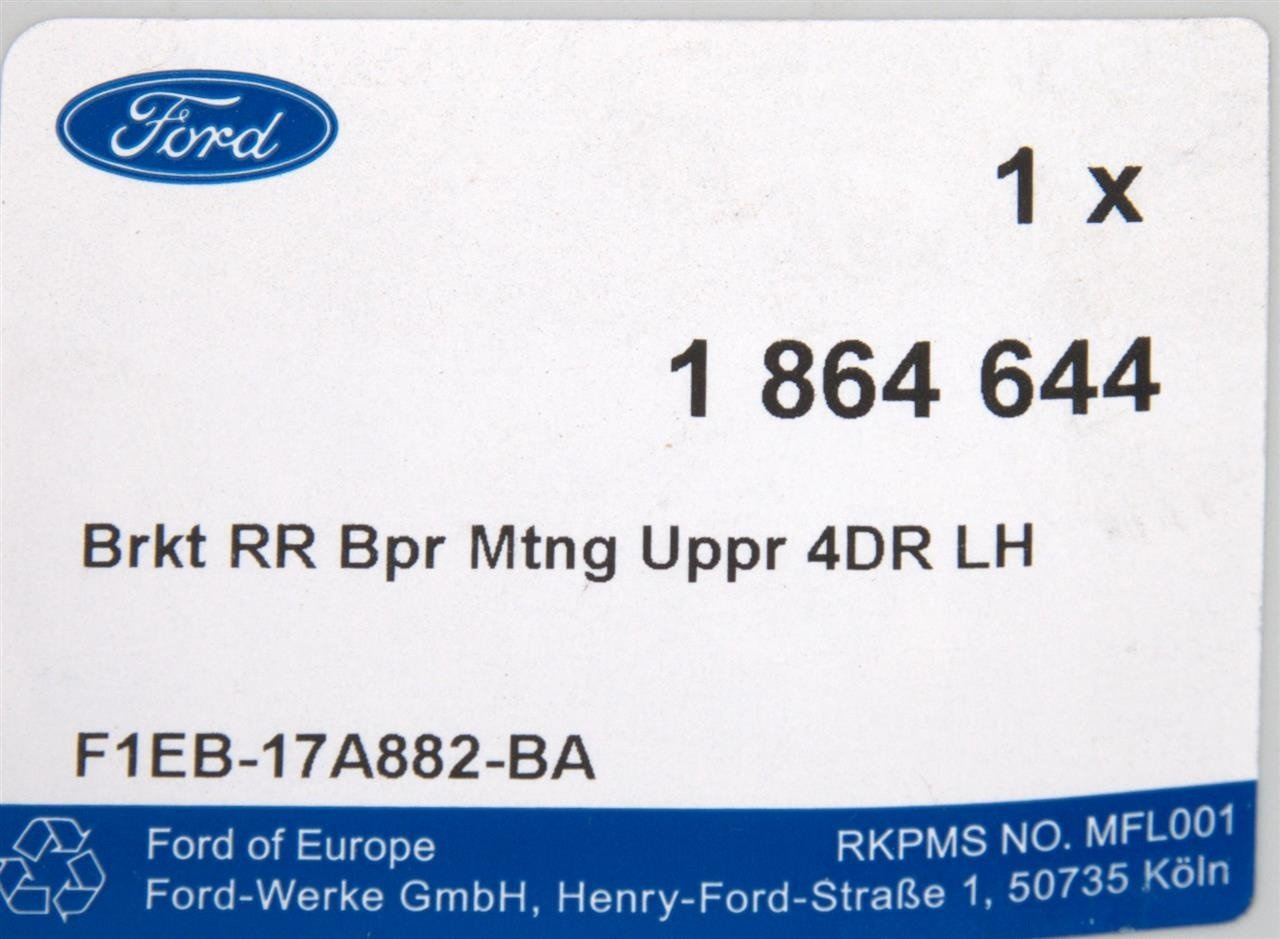 Ford
1 x
1 864 644
Brkt RR Bpr Mtng Uppr 4DR LH
F1EB-17A882-BA
Ford of Europe
RKPMS NO. MFL001
Ford-Werke GmbH, Henry-Ford-Straße 1, 50735 Köln